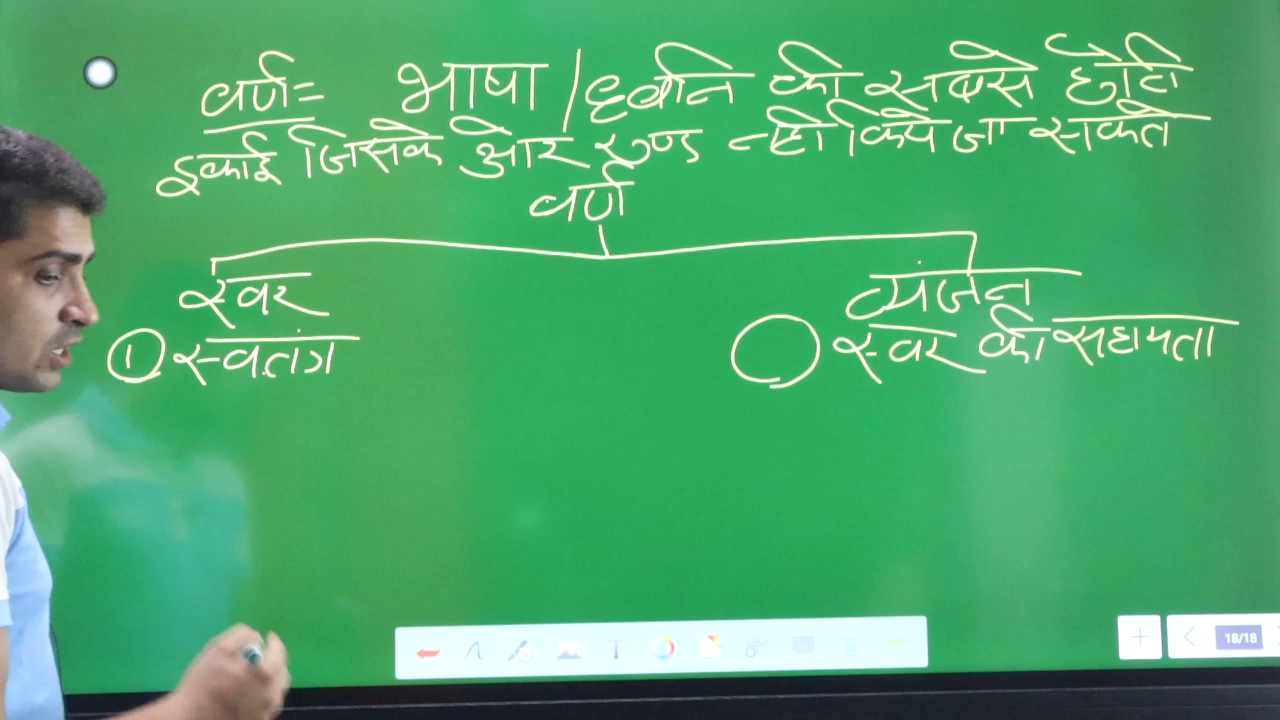 वर्ण= भाषा / ध्वनि की सबसे छोटी
इकाई जिसके और खण्ड नही किये जा सकते
वर्ण
स्वर
व्यंजन
① स्वतंत्र
स्वर की सहायता
T
18/18